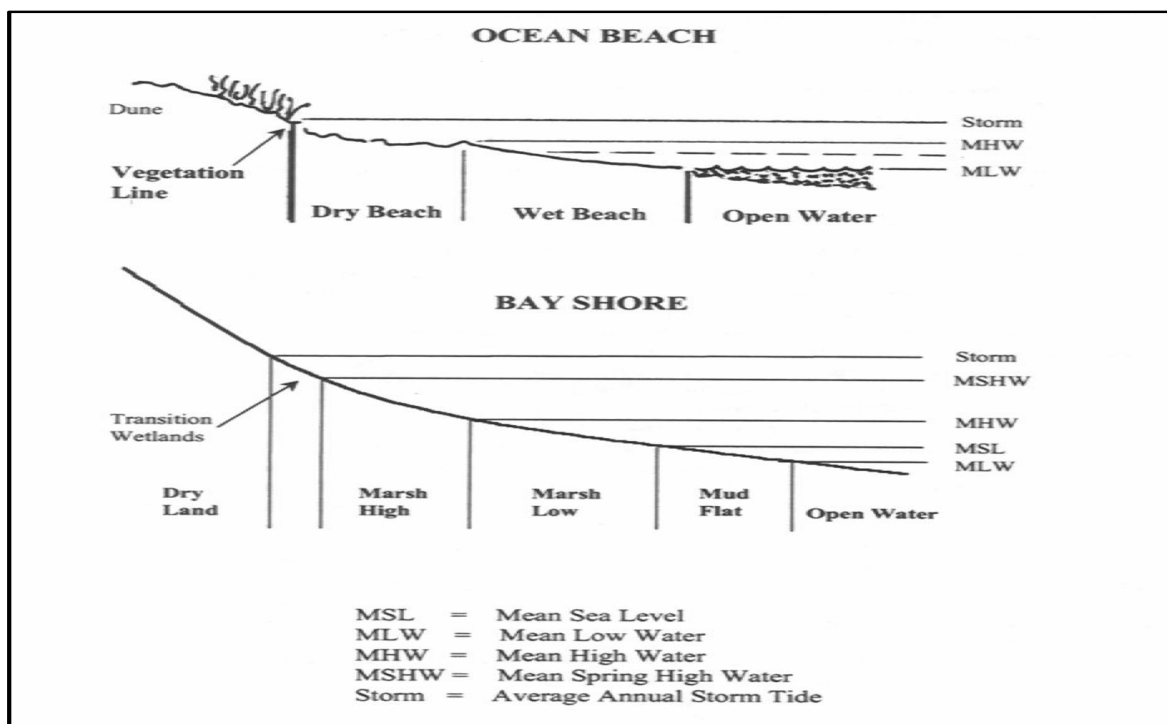 OCEAN BEACH
Dune
Storm
MHW
MLW
Vegetation
Line
Dry Beach
Wet Beach
Open Water
BAY SHORE
Storm
MSHW
MHW
MSL
MLW
Transition
Wetlands
Dry
Land
Marsh
High
Marsh
Low
Mud
Flat
Open Water
MSL = Mean Sea Level
MLW = Mean Low Water
MHW = Mean High Water
MSHW = Mean Spring High Water
Storm = Average Annual Storm Tide